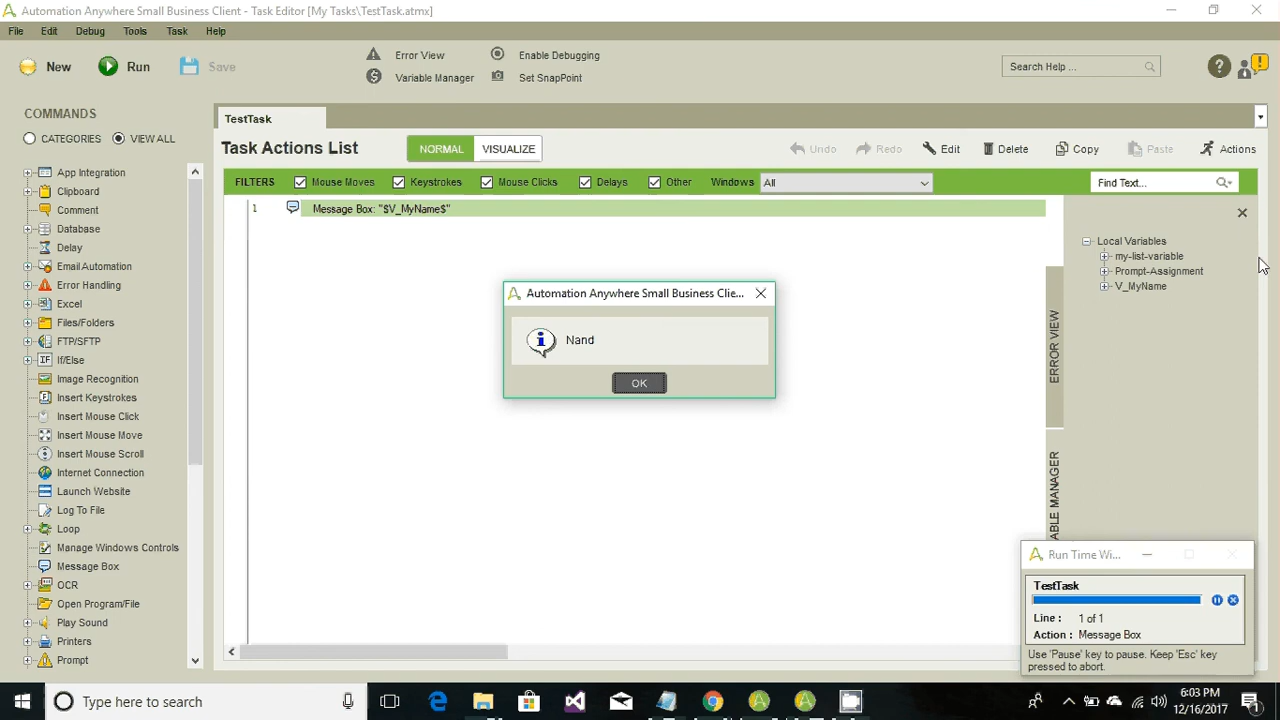 Automation Anywhere Small Business Client - Task Editor [My Tasks\TestTask.atmx]
File Edit Debug Tools Task Help
New Run Save
Error View
Variable Manager
Enable Debugging
Set SnapPoint
Search Help ...
COMMANDS
CATEGORIES VIEW ALL
App Integration
Clipboard
Comment
Database
Delay
Email Automation
Error Handling
Excel
Files/Folders
FTP/SFTP
IF If/Else
Image Recognition
Insert Keystrokes
Insert Mouse Click
Insert Mouse Move
Insert Mouse Scroll
Internet Connection
Launch Website
Log To File
Loop
Manage Windows Controls
Message Box
OCR
Open Program/File
Play Sound
Printers
Prompt
TestTask
Task Actions List NORMAL VISUALIZE Undo Redo Edit Delete Copy Paste Actions
FILTERS Mouse Moves Keystrokes Mouse Clicks Delays Other Windows All Find Text...
1 Message Box: "$V_MyName$"
Automation Anywhere Small Business Clie...
Nand
OK
ERROR VIEW
ABLE MANAGER
Local Variables
my-list-variable
Prompt-Assignment
V_MyName
Run Time Wi...
TestTask
Line : 1 of 1
Action : Message Box
Use 'Pause' key to pause. Keep 'Esc' key
pressed to abort.
Type here to search
6:03 PM
12/16/2017
1